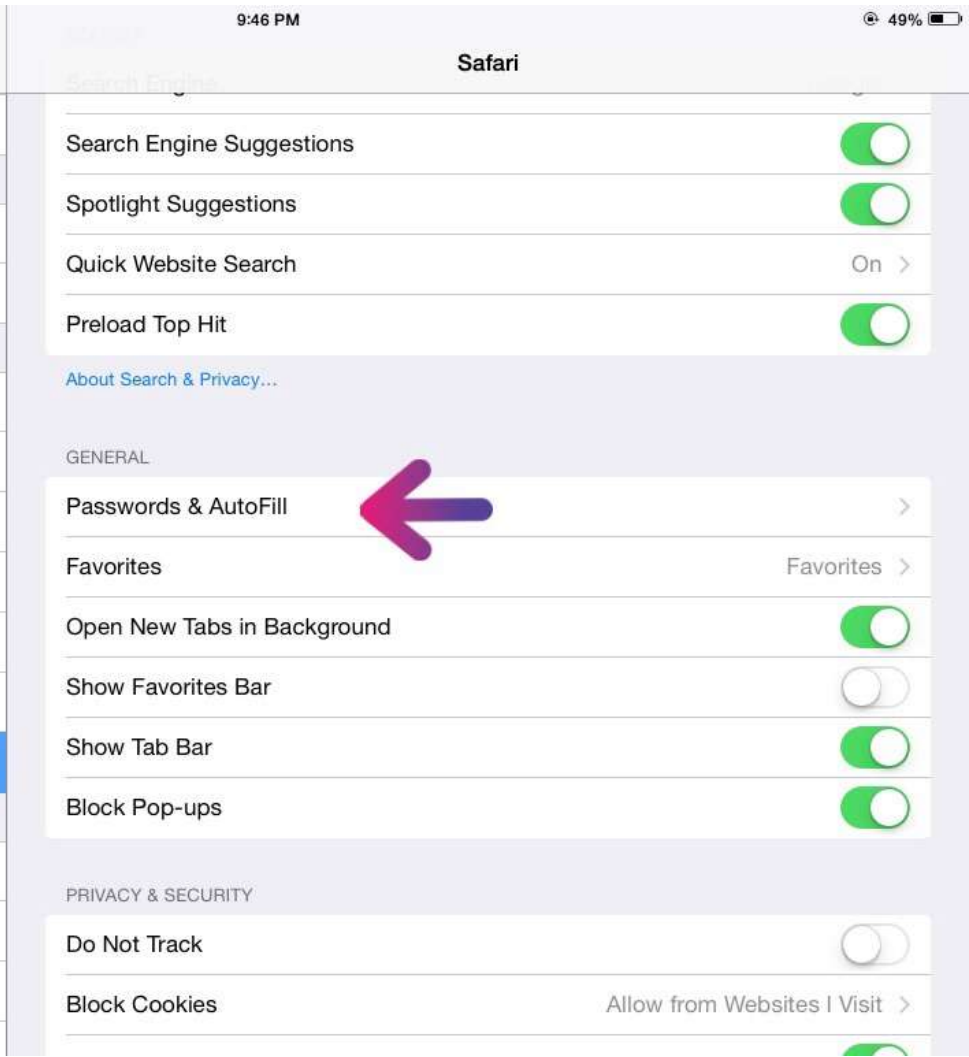 9:46 PM
49%
Safari
Search Engine
Search Engine Suggestions
Spotlight Suggestions
Quick Website Search On
Preload Top Hit
About Search & Privacy...
GENERAL
Passwords & AutoFill
Favorites Favorites
Open New Tabs in Background
Show Favorites Bar
Show Tab Bar
Block Pop-ups
PRIVACY & SECURITY
Do Not Track
Block Cookies Allow from Websites I Visit